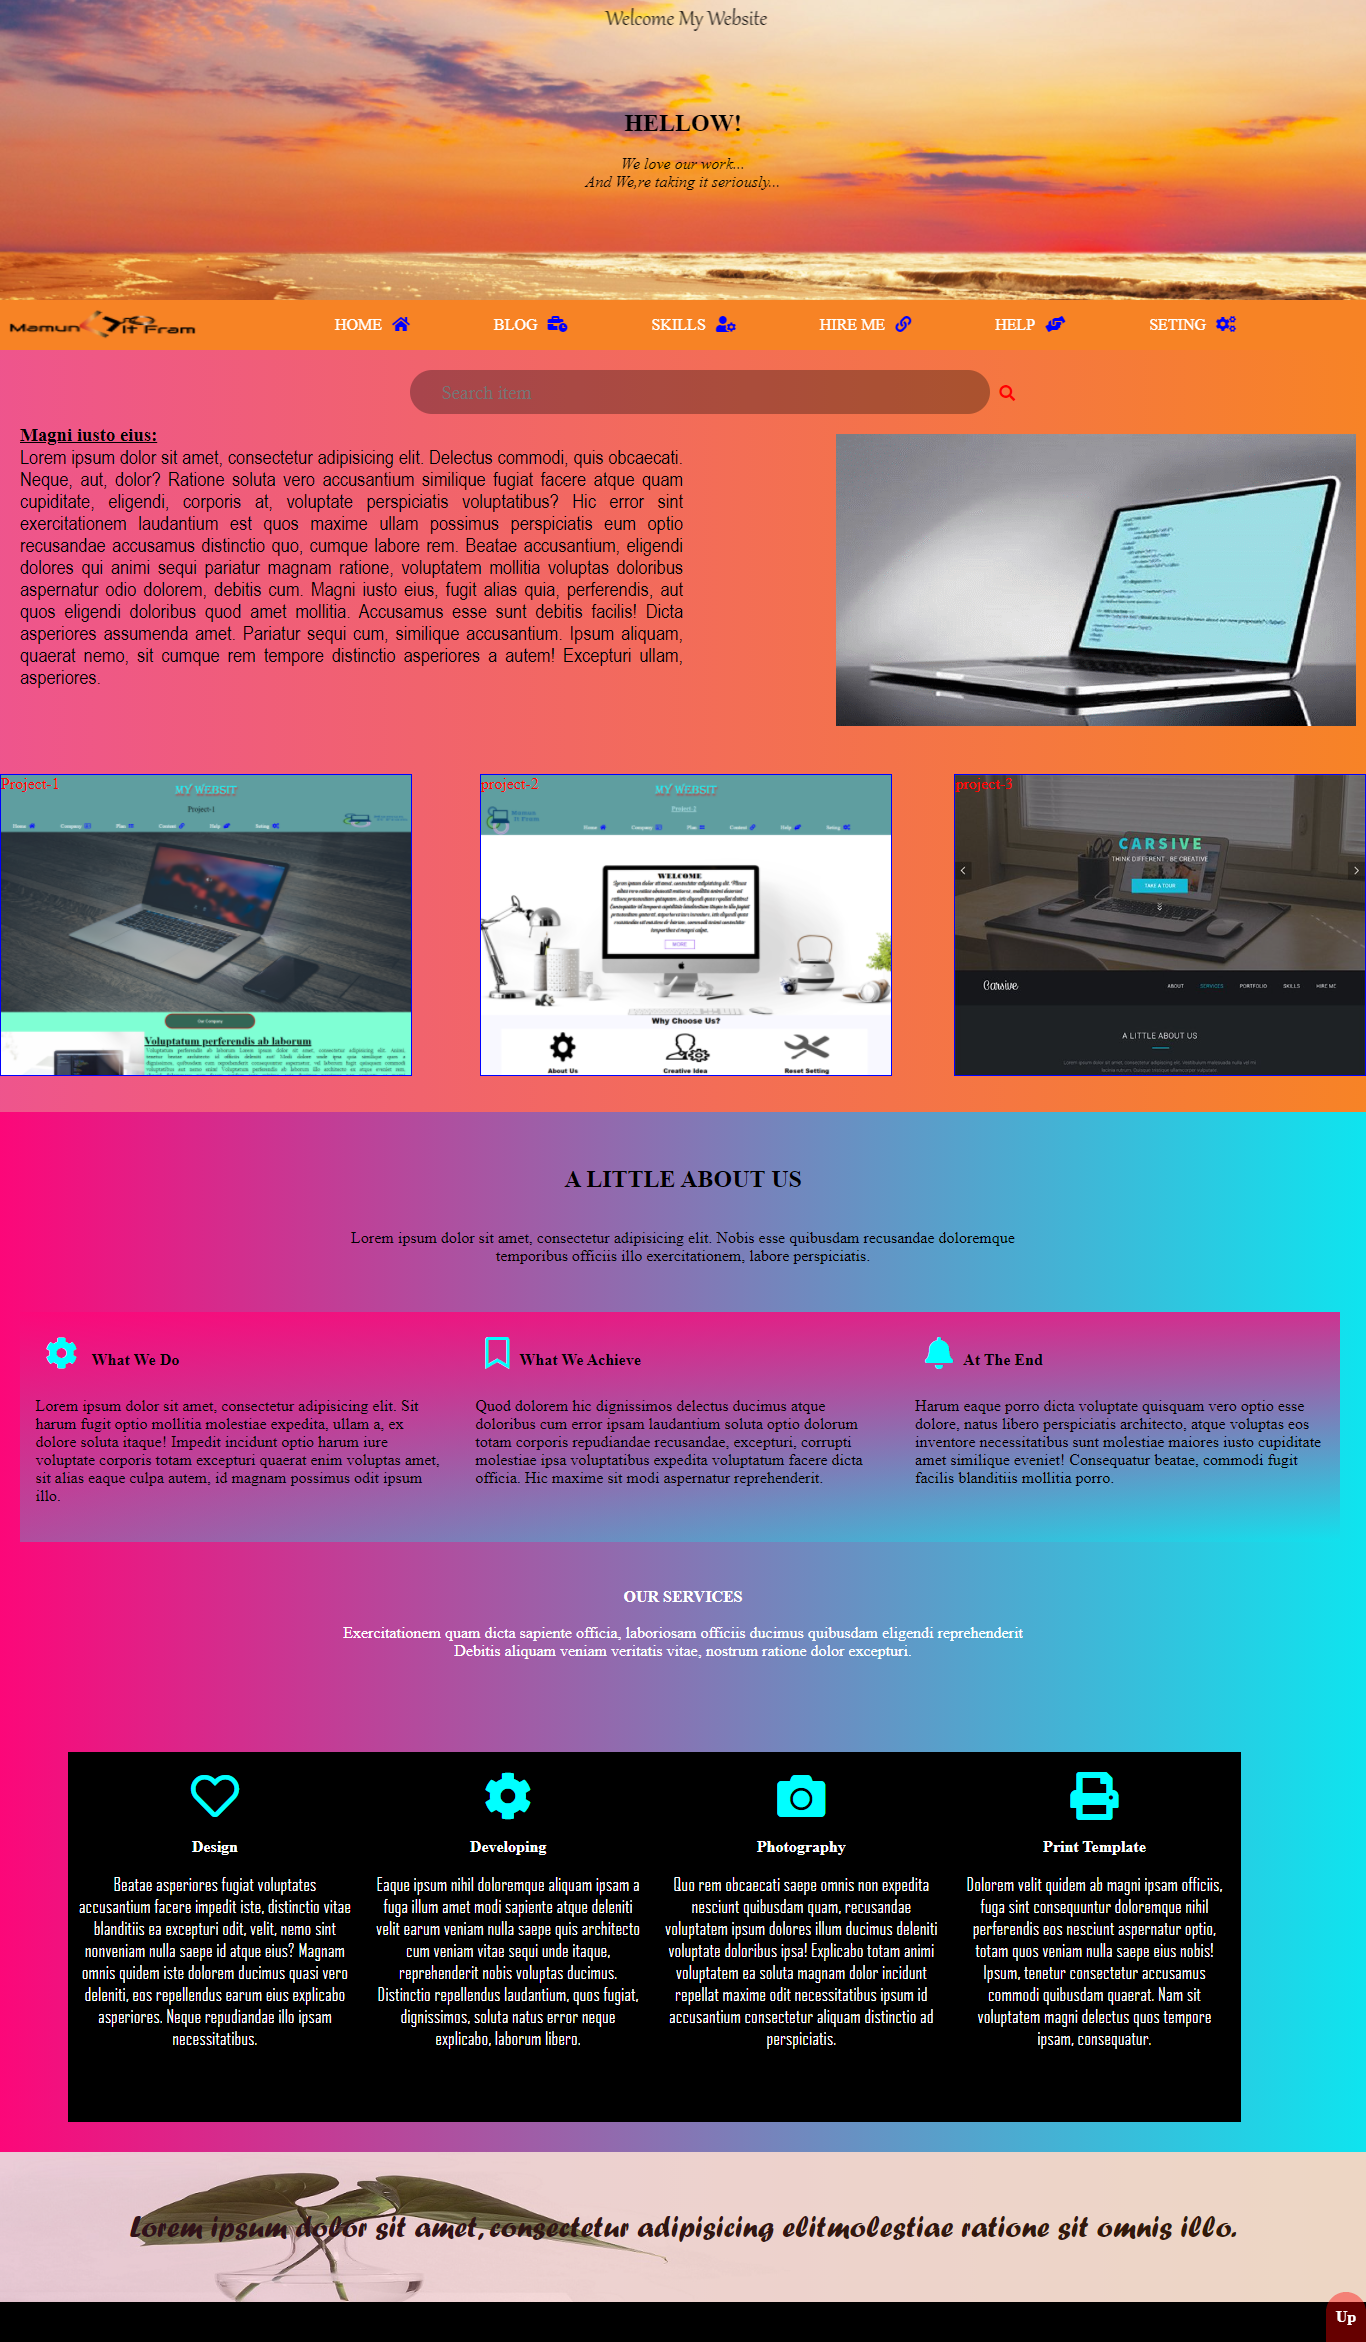 Welcome My Website
HELLOW!
We love our work...
And We,re taking it seriously...
Mamun It Fram
HOME BLOG SKILLS HIRE ME HELP SETING
Search item
Magni iusto eius:
Lorem ipsum dolor sit amet, consectetur adipisicing elit. Delectus commodi, quis obcaecati.
Neque, aut, dolor? Ratione soluta vero accusantium similique fugiat facere atque quam
cupiditate, eligendi, corporis at, voluptate perspiciatis voluptatibus? Hic error sint
exercitationem laudantium est quos maxime ullam possimus perspiciatis eum optio
recusandae accusamus distinctio quo, cumque labore rem. Beatae accusantium, eligendi
dolores qui animi sequi pariatur magnam ratione, voluptatem mollitia voluptas doloribus
aspernatur odio dolorem, debitis cum. Magni iusto eius, fugit alias quia, perferendis, aut
quos eligendi doloribus quod amet mollitia. Accusamus esse sunt debitis facilis! Dicta
asperiores assumenda amet. Pariatur sequi cum, similique accusantium. Ipsum aliquam,
quaerat nemo, sit cumque rem tempore distinctio asperiores a autem! Excepturi ullam,
asperiores.
Project-1
MY WEBSIT
Project-1
Home Company Plan Contact Help Seting
Our Company
Voluptatum perferendis ab laborum
project-2
MY WEBSIT
Project-2
Mamun It Fram
Home Company Plan Contact Help Seting
WELCOME
MORE
Why Choose Us?
About Us Creative Idea Reset Setting
project-3
CARSIVE
THINK DIFFERENT . BE CREATIVE
TAKE A TOUR
Carsive
ABOUT SERVICES PORTFOLIO SKILLS HIRE ME
A LITTLE ABOUT US
A LITTLE ABOUT US
Lorem ipsum dolor sit amet, consectetur adipisicing elit. Nobis esse quibusdam recusandae doloremque
temporibus officiis illo exercitationem, labore perspiciatis.
What We Do
Lorem ipsum dolor sit amet, consectetur adipisicing elit. Sit
harum fugit optio mollitia molestiae expedita, ullam a, ex
dolore soluta itaque! Impedit incidunt optio harum iure
voluptate corporis totam excepturi quaerat enim voluptas amet,
sit alias eaque culpa autem, id magnam possimus odit ipsum
illo.
What We Achieve
Quod dolorem hic dignissimos delectus ducimus atque
doloribus cum error ipsam laudantium soluta optio dolorum
totam corporis repudiandae recusandae, excepturi, corrupti
molestiae ipsa voluptatibus expedita voluptatum facere dicta
officia. Hic maxime sit modi aspernatur reprehenderit.
At The End
Harum eaque porro dicta voluptate quisquam vero optio esse
dolore, natus libero perspiciatis architecto, atque voluptas eos
inventore necessitatibus sunt molestiae maiores iusto cupiditate
amet similique eveniet! Consequatur beatae, commodi fugit
facilis blanditiis mollitia porro.
OUR SERVICES
Exercitationem quam dicta sapiente officia, laboriosam officiis ducimus quibusdam eligendi reprehenderit
Debitis aliquam veniam veritatis vitae, nostrum ratione dolor excepturi.
Design
Beatae asperiores fugiat voluptates
accusantium facere impedit iste, distinctio vitae
blanditiis ea excepturi odit, velit, nemo sint
nonveniam nulla saepe id atque eius? Magnam
omnis quidem iste dolorem ducimus quasi vero
deleniti, eos repellendus earum eius explicabo
asperiores. Neque repudiandae illo ipsam
necessitatibus.
Developing
Eaque ipsum nihil doloremque aliquam ipsam a
fuga illum amet modi sapiente atque deleniti
velit earum veniam nulla saepe quis architecto
cum veniam vitae sequi unde itaque,
reprehenderit nobis voluptas ducimus.
Distinctio repellendus laudantium, quos fugiat,
dignissimos, soluta natus error neque
explicabo, laborum libero.
Photography
Quo rem obcaecati saepe omnis non expedita
nesciunt quibusdam quam, recusandae
voluptatem ipsum dolores illum ducimus deleniti
voluptate doloribus ipsa! Explicabo totam animi
voluptatem ea soluta magnam dolor incidunt
repellat maxime odit necessitatibus ipsum id
accusantium consectetur aliquam distinctio ad
perspiciatis.
Print Template
Dolorem velit quidem ab magni ipsam officiis,
fuga sint consequuntur doloremque nihil
perferendis eos nesciunt aspernatur optio,
totam quos veniam nulla saepe eius nobis!
Ipsum, tenetur consectetur accusamus
commodi quibusdam quaerat. Nam sit
voluptatem magni delectus quos tempore
ipsam, consequatur.
Lorem ipsum dolor sit amet, consectetur adipisicing elitmolestiae ratione sit omnis illo.
Up